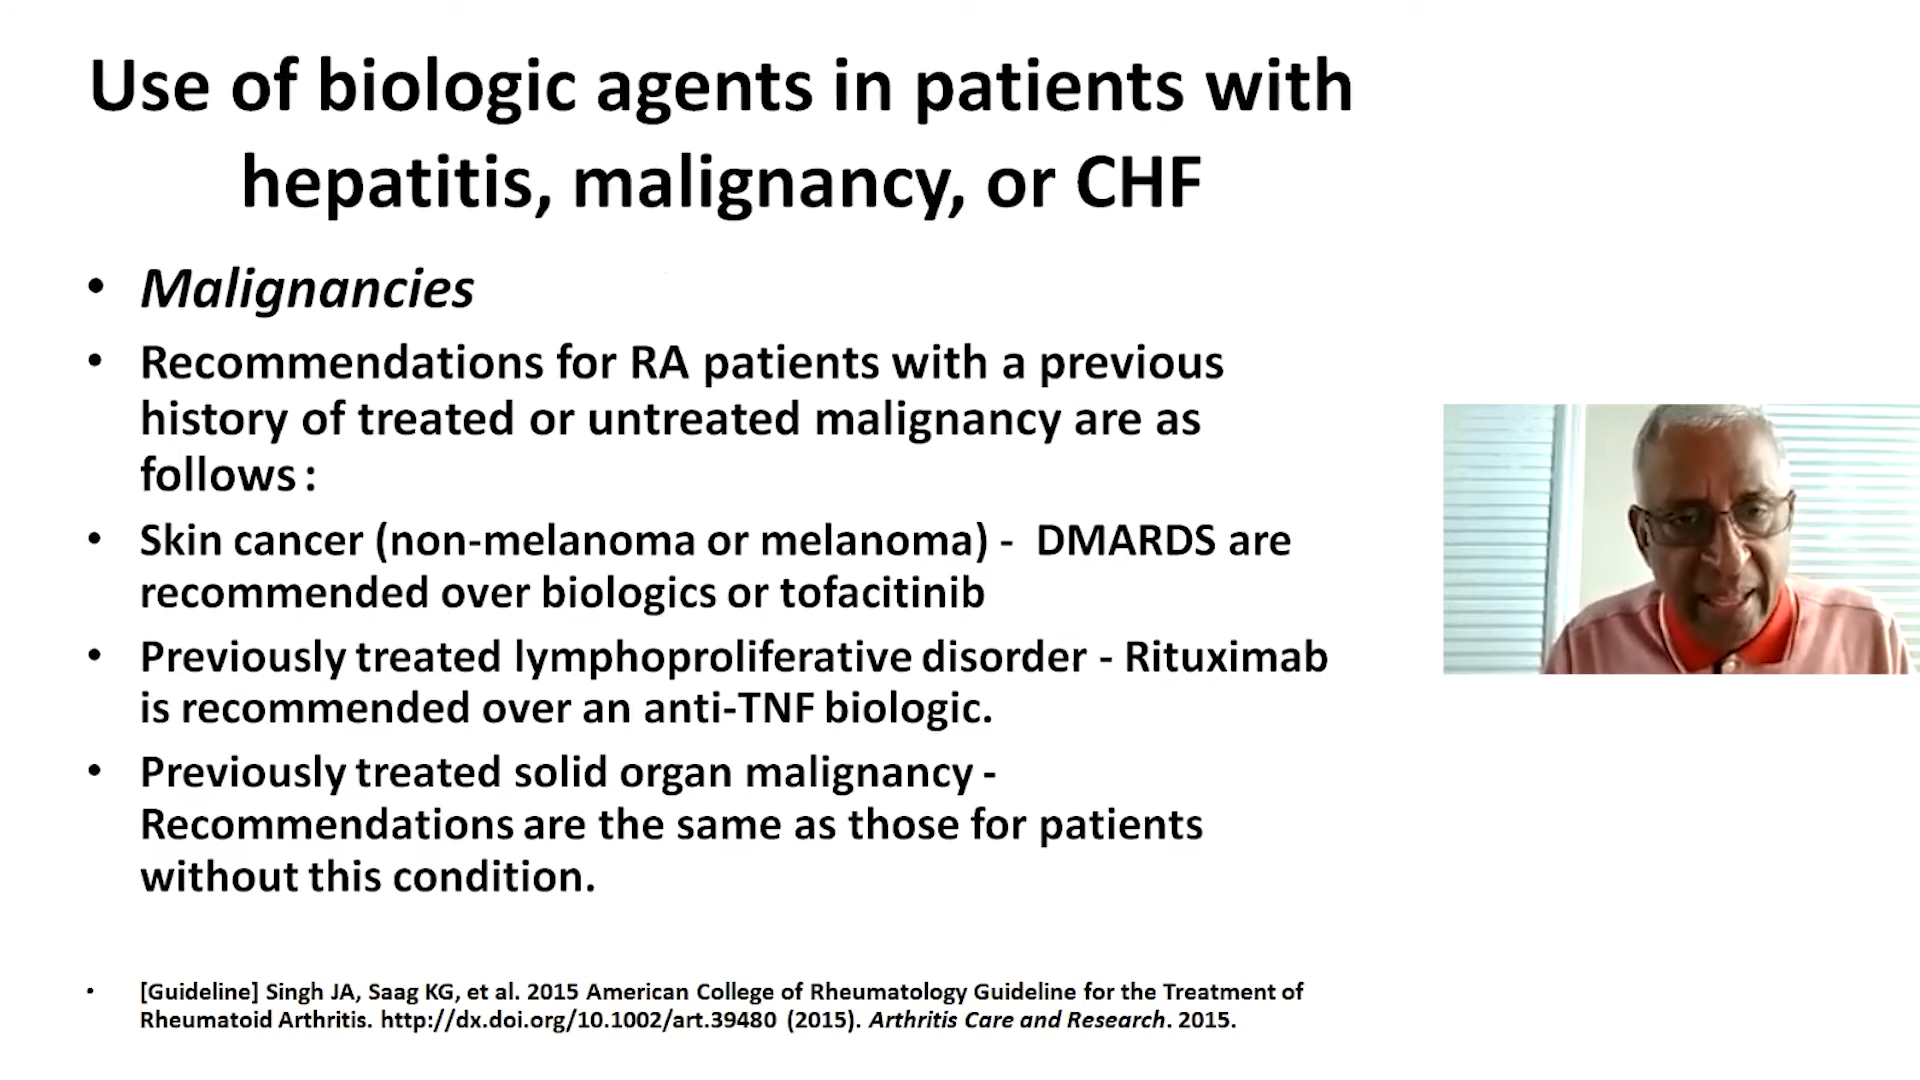 Use of biologic agents in patients with
hepatitis, malignancy, or CHF
• Malignancies
• Recommendations for RA patients with a previous
history of treated or untreated malignancy are as
follows :
• Skin cancer (non-melanoma or melanoma) - DMARDS are
recommended over biologics or tofacitinib
• Previously treated lymphoproliferative disorder - Rituximab
is recommended over an anti-TNF biologic.
• Previously treated solid organ malignancy -
Recommendations are the same as those for patients
without this condition.
• [Guideline] Singh JA, Saag KG, et al. 2015 American College of Rheumatology Guideline for the Treatment of
Rheumatoid Arthritis. http://dx.doi.org/10.1002/art.39480 (2015). Arthritis Care and Research. 2015.